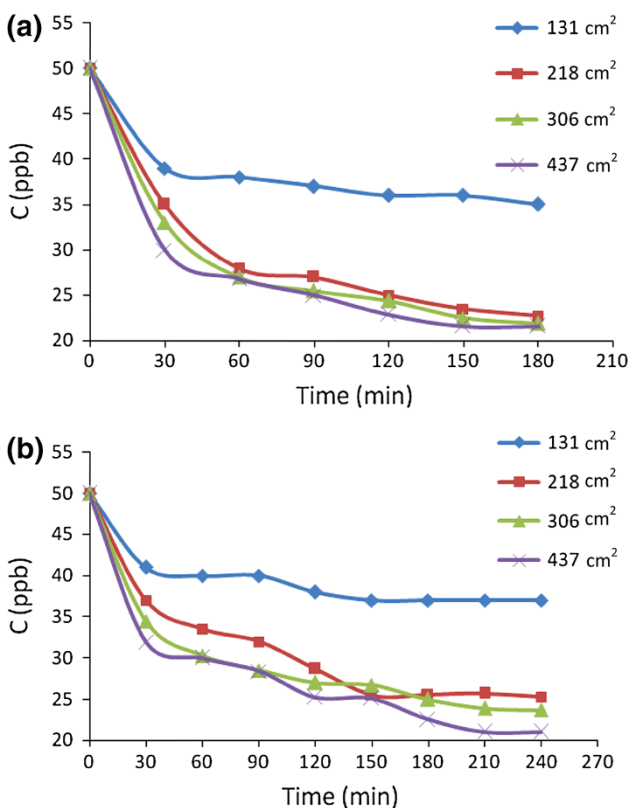 (a)
55
50
45
40
35
30
25
20
C (ppb)
0 30 60 90 120 150 180 210
Time (min)
131 cm²
218 cm²
306 cm²
437 cm²
(b)
55
50
45
40
35
30
25
20
C (ppb)
0 30 60 90 120 150 180 210 240 270
Time (min)
131 cm²
218 cm²
306 cm²
437 cm²